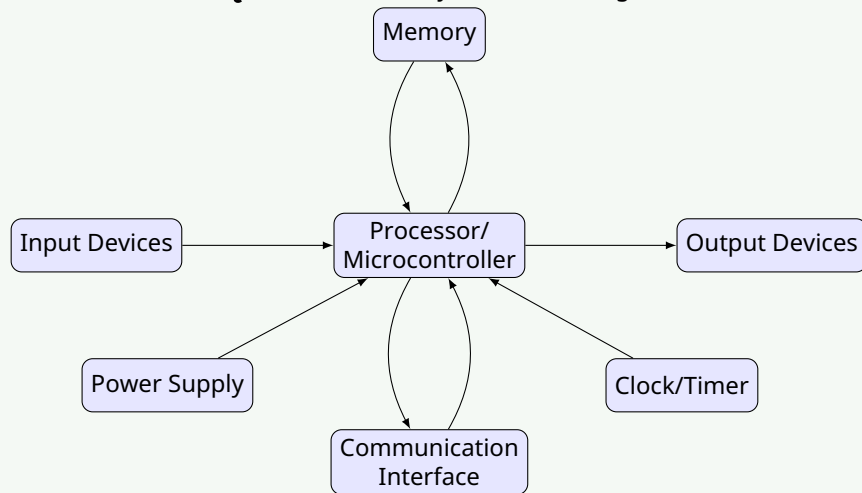 Memory
Processor/
Microcontroller
Input Devices
Output Devices
Power Supply
Clock/Timer
Communication
Interface